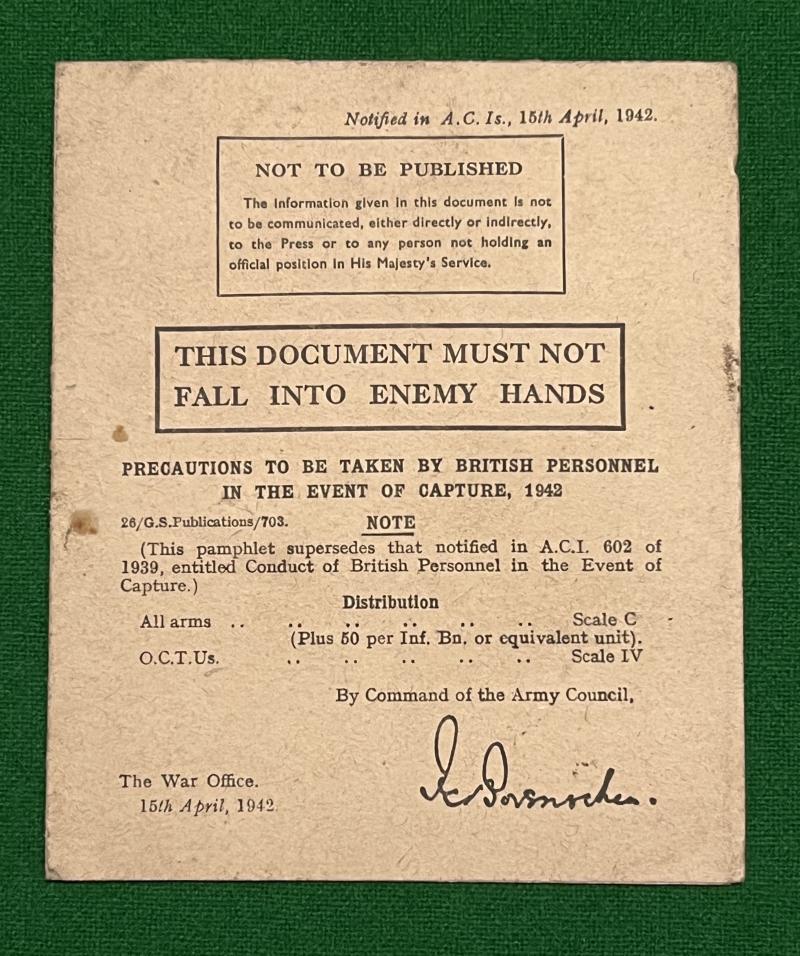 Notified in A.C. Is., 15th April, 1942.
NOT TO BE PUBLISHED
The information given in this document is not
to be communicated, either directly or indirectly,
to the Press or to any person not holding an
official position in His Majesty's Service.
THIS DOCUMENT MUST NOT
FALL INTO ENEMY HANDS
PRECAUTIONS TO BE TAKEN BY BRITISH PERSONNEL
IN THE EVENT OF CAPTURE, 1942
26/G.S.Publications/703. NOTE
(This pamphlet supersedes that notified in A.C.I. 602 of
1939, entitled Conduct of British Personnel in the Event of
Capture.)
Distribution
All arms .. .. .. .. .. .. Scale C
(Plus 50 per Inf. Bn. or equivalent unit).
O.C.T.Us. .. .. .. .. .. Scale IV
By Command of the Army Council,
The War Office.
15th April, 1942.